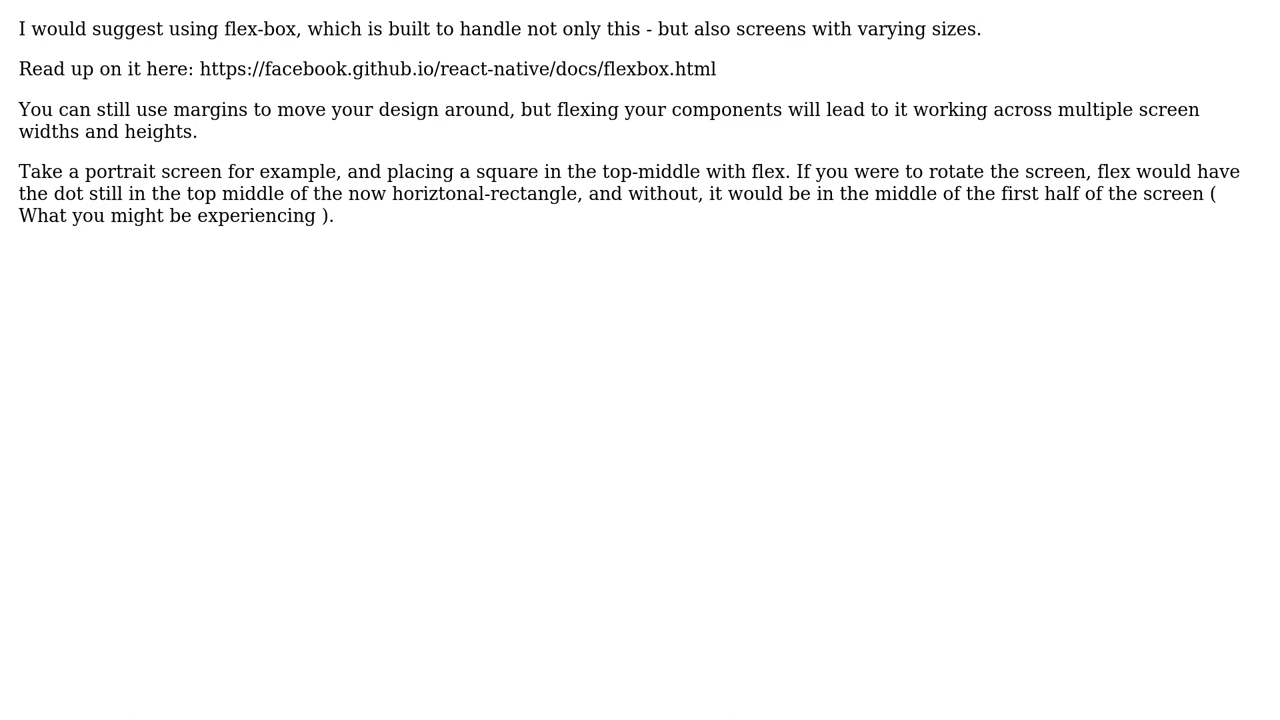 I would suggest using flex-box, which is built to handle not only this - but also screens with varying sizes.
Read up on it here: https://facebook.github.io/react-native/docs/flexbox.html
You can still use margins to move your design around, but flexing your components will lead to it working across multiple screen
widths and heights.
Take a portrait screen for example, and placing a square in the top-middle with flex. If you were to rotate the screen, flex would have
the dot still in the top middle of the now horiztonal-rectangle, and without, it would be in the middle of the first half of the screen (
What you might be experiencing ).